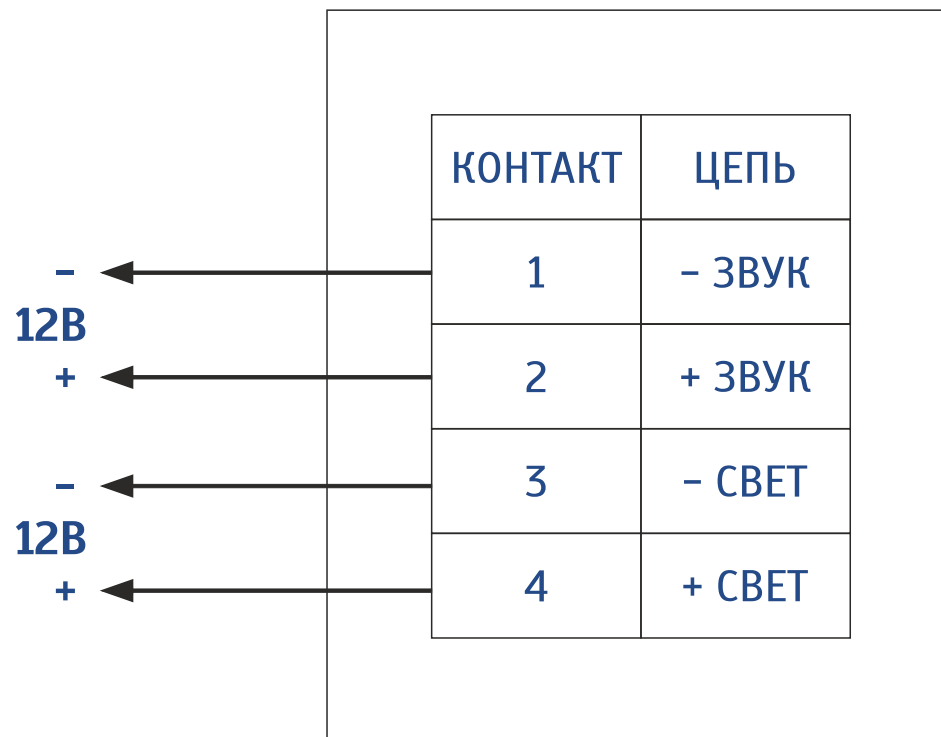 КОНТАКТ ЦЕПЬ
– 1 – ЗВУК
12В
+ 2 + ЗВУК
– 3 – СВЕТ
12В
+ 4 + СВЕТ